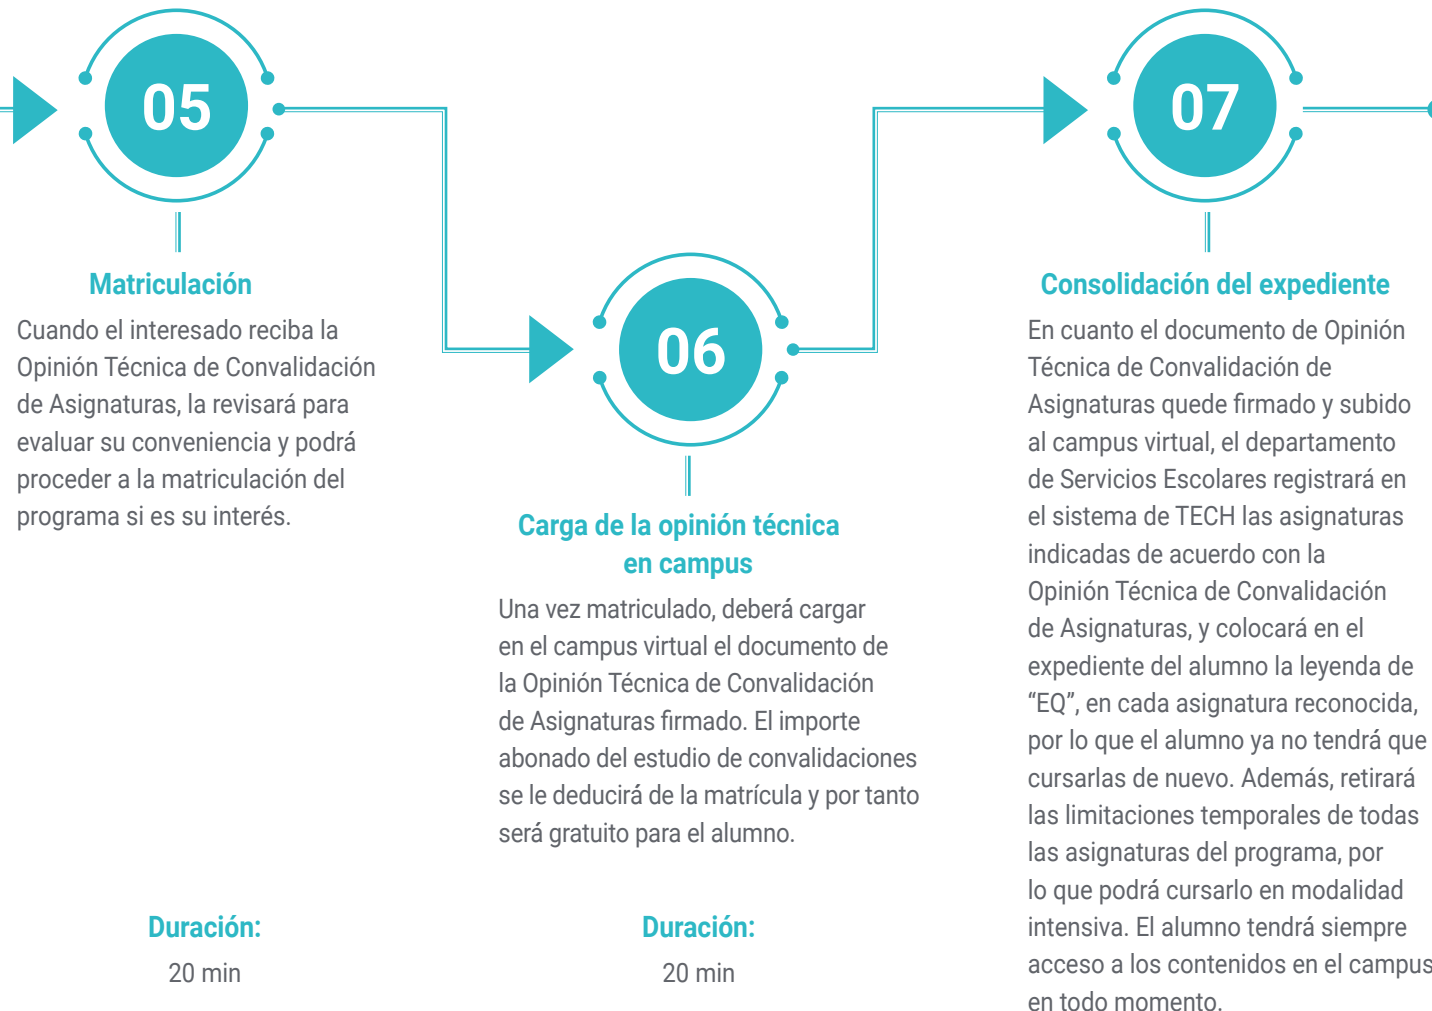 05
Matriculación
Cuando el interesado reciba la
Opinión Técnica de Convalidación
de Asignaturas, la revisará para
evaluar su conveniencia y podrá
proceder a la matriculación del
programa si es su interés.
Duración:
20 min
06
Carga de la opinión técnica
en campus
Una vez matriculado, deberá cargar
en el campus virtual el documento de
la Opinión Técnica de Convalidación
de Asignaturas firmado. El importe
abonado del estudio de convalidaciones
se le deducirá de la matrícula y por tanto
será gratuito para el alumno.
Duración:
20 min
07
Consolidación del expediente
En cuanto el documento de Opinión
Técnica de Convalidación de
Asignaturas quede firmado y subido
al campus virtual, el departamento
de Servicios Escolares registrará en
el sistema de TECH las asignaturas
indicadas de acuerdo con la
Opinión Técnica de Convalidación
de Asignaturas, y colocará en el
expediente del alumno la leyenda de
“EQ”, en cada asignatura reconocida,
por lo que el alumno ya no tendrá que
cursarlas de nuevo. Además, retirará
las limitaciones temporales de todas
las asignaturas del programa, por
lo que podrá cursarlo en modalidad
intensiva. El alumno tendrá siempre
acceso a los contenidos en el campus
en todo momento.